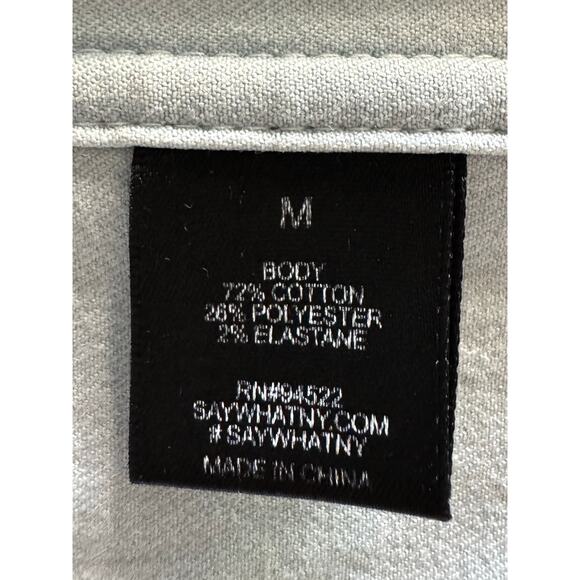 M
BODY
72% COTTON
26% POLYESTER
2% ELASTANE
RN#94522
SAYWHATNY.COM
#SAYWHATNY
MADE IN CHINA